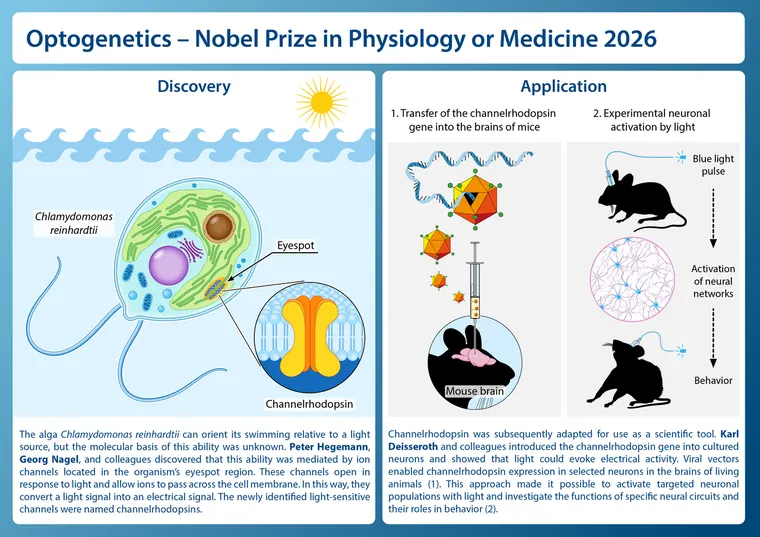 Optogenetics – Nobel Prize in Physiology or Medicine 2026
Discovery
Chlamydomonas
reinhardtii
Eyespot
Channelrhodopsin
The alga Chlamydomonas reinhardtii can orient its swimming relative to a light
source, but the molecular basis of this ability was unknown. Peter Hegemann,
Georg Nagel, and colleagues discovered that this ability was mediated by ion
channels located in the organism's eyespot region. These channels open in
response to light and allow ions to pass across the cell membrane. In this way, they
convert a light signal into an electrical signal. The newly identified light-sensitive
channels were named channelrhodopsins.
Application
1. Transfer of the channelrhodopsin
gene into the brains of mice
Mouse brain
2. Experimental neuronal
activation by light
Blue light
pulse
Activation
of neural
networks
Behavior
Channelrhodopsin was subsequently adapted for use as a scientific tool. Karl
Deisseroth and colleagues introduced the channelrhodopsin gene into cultured
neurons and showed that light could evoke electrical activity. Viral vectors
enabled channelrhodopsin expression in selected neurons in the brains of living
animals (1). This approach made it possible to activate targeted neuronal
populations with light and investigate the functions of specific neural circuits and
their roles in behavior (2).